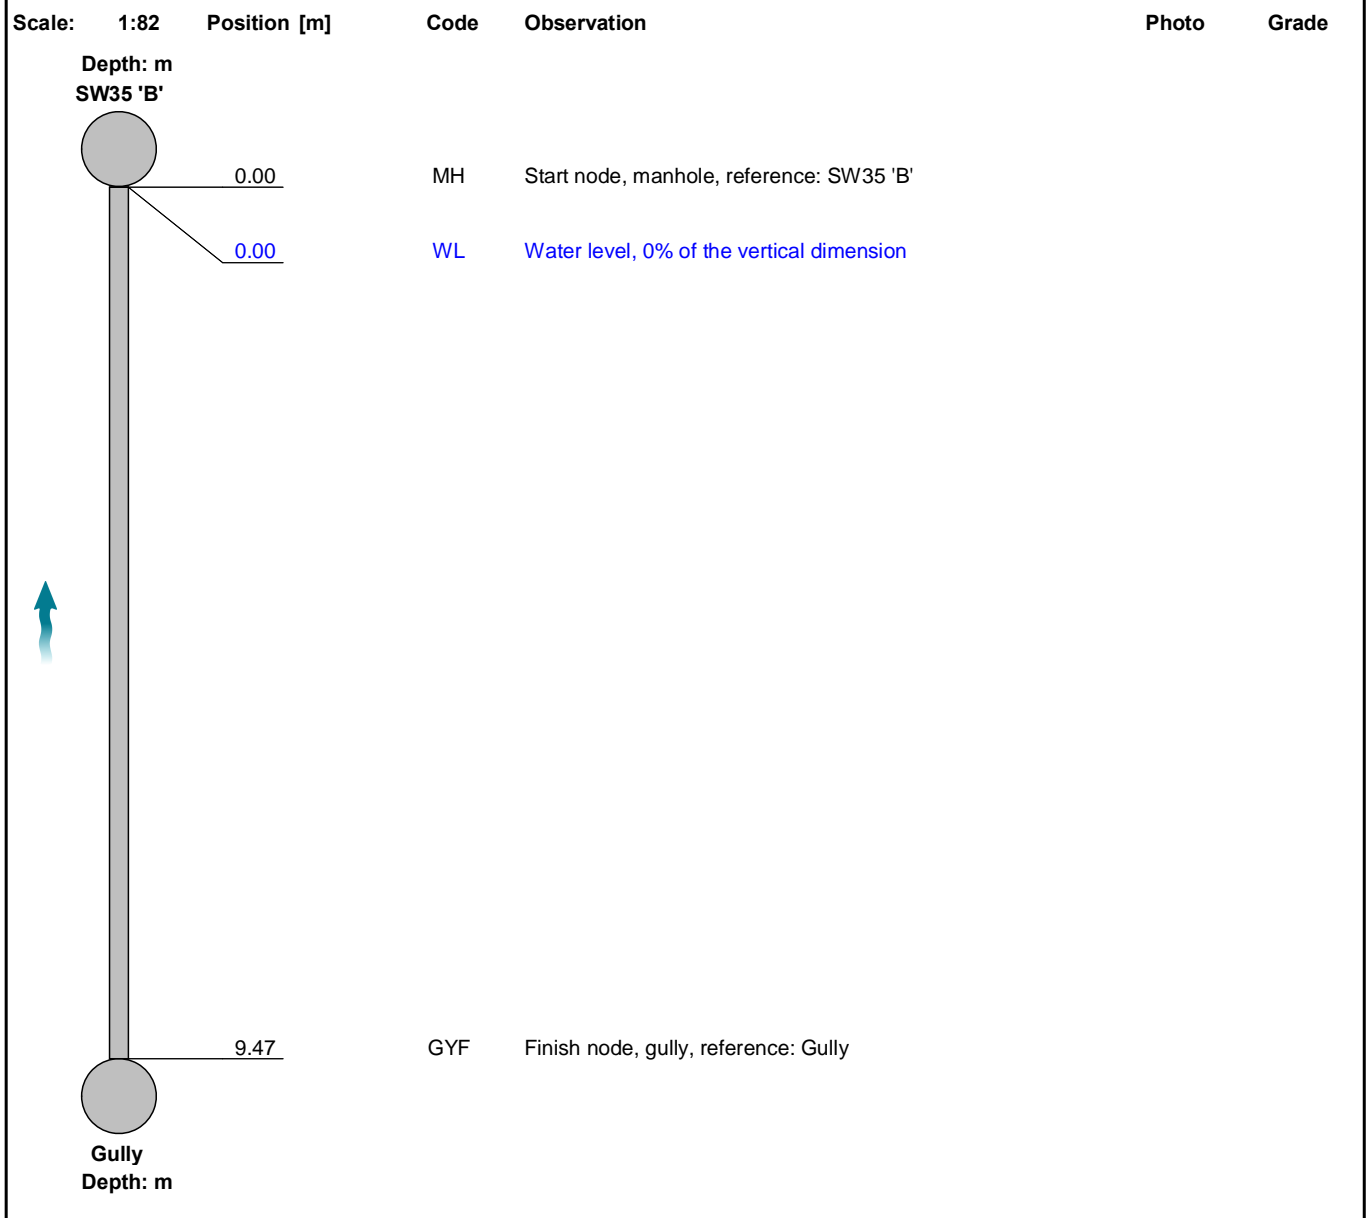 Scale: 1:82 Position [m] Code Observation Photo Grade
Depth: m
SW35 'B'
0.00 MH Start node, manhole, reference: SW35 'B'
0.00 WL Water level, 0% of the vertical dimension
9.47 GYF Finish node, gully, reference: Gully
Gully
Depth: m